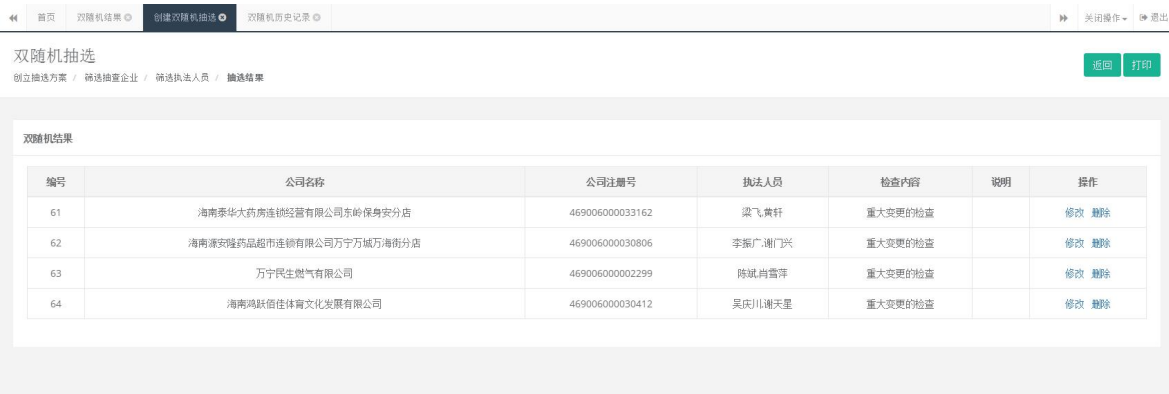 首页 双随机结果 创建双随机抽选 双随机历史记录 关闭操作 退出
双随机抽选
返回 打印
创立抽选方案 / 筛选抽查企业 / 筛选执法人员 / 抽选结果
双随机结果
编号 公司名称 公司注册号 执法人员 检查内容 说明 操作
61 海南泰华大药房连锁经营有限公司东岭保身安分店 469006000033162 梁飞,黄轩 重大变更的检查 修改 删除
62 海南源安隆药品超市连锁有限公司万宁万城万海街分店 469006000030806 李振广,谢门兴 重大变更的检查 修改 删除
63 万宁民生燃气有限公司 469006000002299 陈斌,肖雪萍 重大变更的检查 修改 删除
64 海南鸿跃佰佳体育文化发展有限公司 469006000030412 吴庆川,谢天星 重大变更的检查 修改 删除